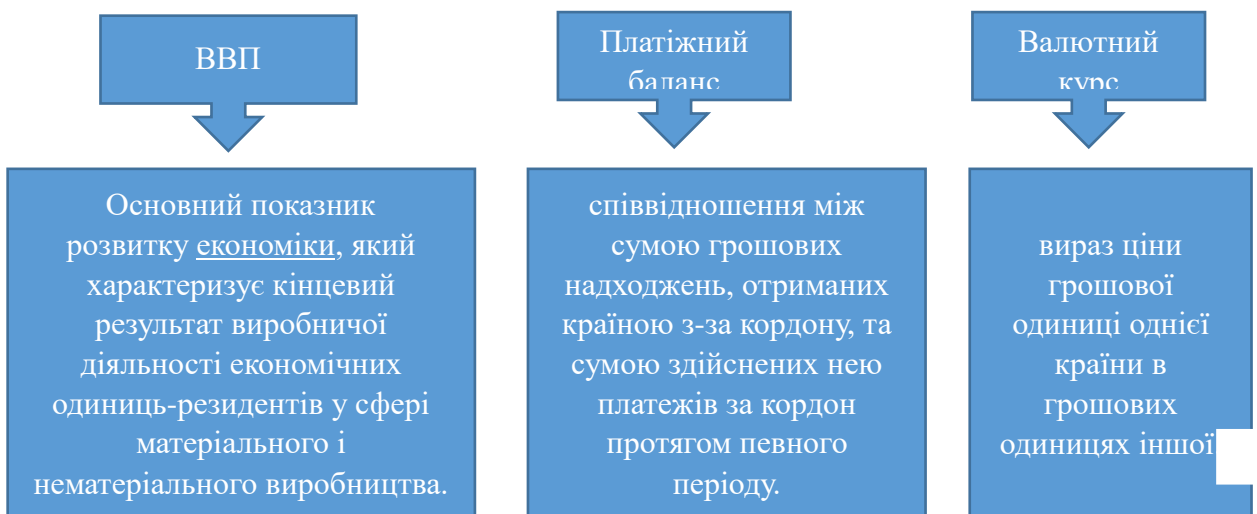 ВВП
Платіжний
баланс
Валютний
курс
Основний показник
розвитку економіки, який
характеризує кінцевий
результат виробничої
діяльності економічних
одиниць-резидентів у сфері
матеріального і
нематеріального виробництва.
співвідношення між
сумою грошових
надходжень, отриманих
країною з-за кордону, та
сумою здійснених нею
платежів за кордон
протягом певного
періоду.
вираз ціни
грошової
одиниці однієї
країни в
грошових
одиницях іншої